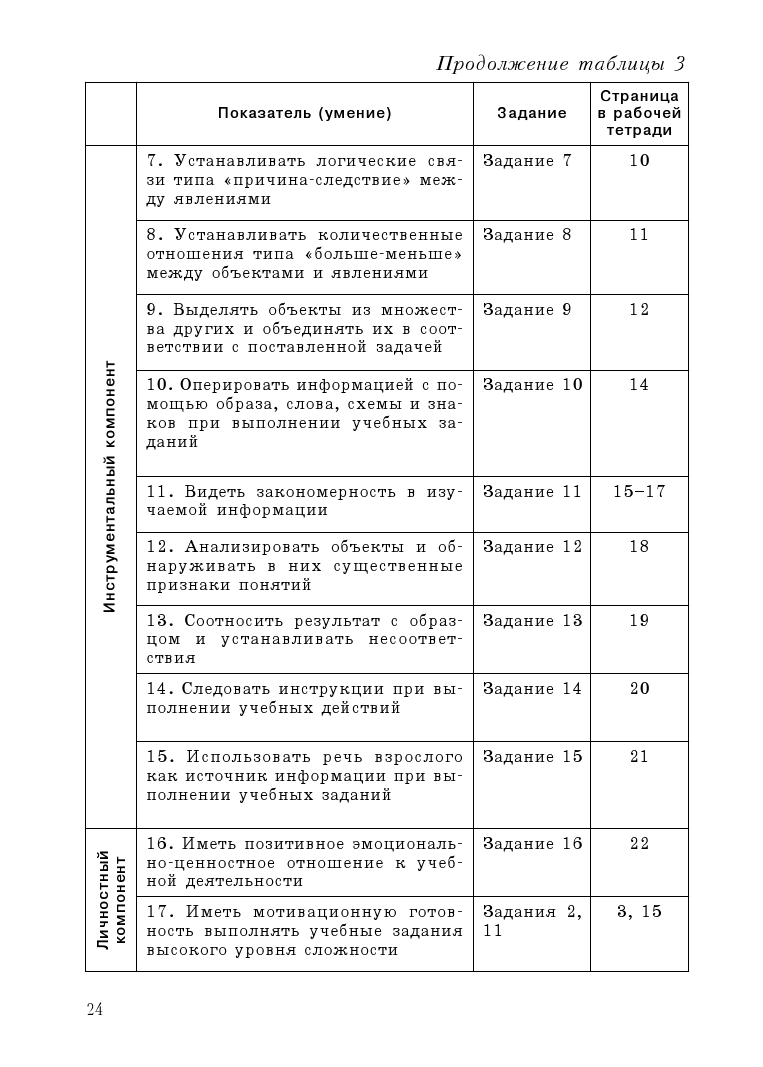 Продолжение таблицы 3
Показатель (умение)
Задание
Страница
в рабочей
тетради
Инструментальный компонент
7. Устанавливать логические свя-
зи типа «причина-следствие» меж-
ду явлениями
Задание 7
10
8. Устанавливать количественные
отношения типа «больше-меньше»
между объектами и явлениями
Задание 8
11
9. Выделять объекты из множест-
ва других и объединять их в соот-
ветствии с поставленной задачей
Задание 9
12
10. Оперировать информацией с по-
мощью образа, слова, схемы и зна-
ков при выполнении учебных за-
даний
Задание 10
14
11. Видеть закономерность в изу-
чаемой информации
Задание 11
15–17
12. Анализировать объекты и об-
наруживать в них существенные
признаки понятий
Задание 12
18
13. Соотносить результат с образ-
цом и устанавливать несоответ-
ствия
Задание 13
19
14. Следовать инструкции при вы-
полнении учебных действий
Задание 14
20
15. Использовать речь взрослого
как источник информации при вы-
полнении учебных заданий
Задание 15
21
Личностный
компонент
16. Иметь позитивное эмоциональ-
но-ценностное отношение к учеб-
ной деятельности
Задание 16
22
17. Иметь мотивационную готов-
ность выполнять учебные задания
высокого уровня сложности
Задания 2,
11
3, 15
24